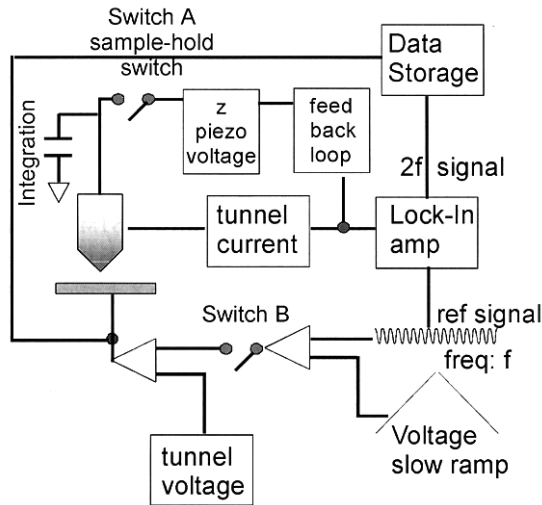 Switch A
sample-hold
switch
Data
Storage
Integration
z
piezo
voltage
feed
back
loop
2f signal
tunnel
current
Lock-In
amp
Switch B
ref signal
freq: f
tunnel
voltage
Voltage
slow ramp